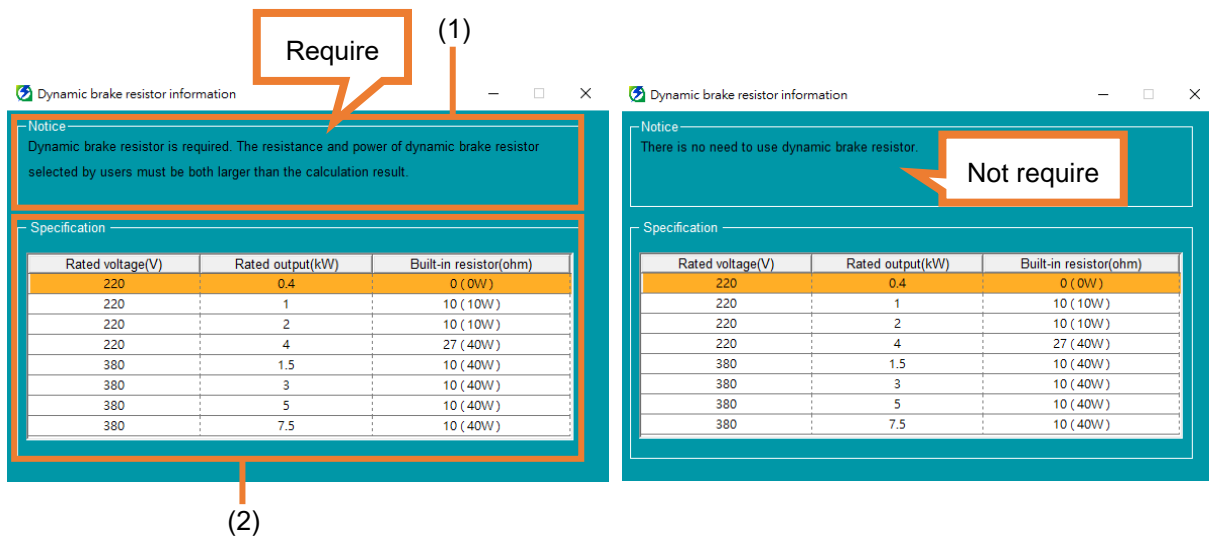 (1)
Require
Dynamic brake resistor information
Notice
Dynamic brake resistor is required. The resistance and power of dynamic brake resistor
selected by users must be both larger than the calculation result.
Specification
Rated voltage(V) Rated output(kW) Built-in resistor(ohm)
220 0.4 0 ( 0W )
220 1 10 ( 10W )
220 2 10 ( 10W )
220 4 27 ( 40W )
380 1.5 10 ( 40W )
380 3 10 ( 40W )
380 5 10 ( 40W )
380 7.5 10 ( 40W )
(2)
Dynamic brake resistor information
Notice
There is no need to use dynamic brake resistor.
Not require
Specification
Rated voltage(V) Rated output(kW) Built-in resistor(ohm)
220 0.4 0 ( 0W )
220 1 10 ( 10W )
220 2 10 ( 10W )
220 4 27 ( 40W )
380 1.5 10 ( 40W )
380 3 10 ( 40W )
380 5 10 ( 40W )
380 7.5 10 ( 40W )